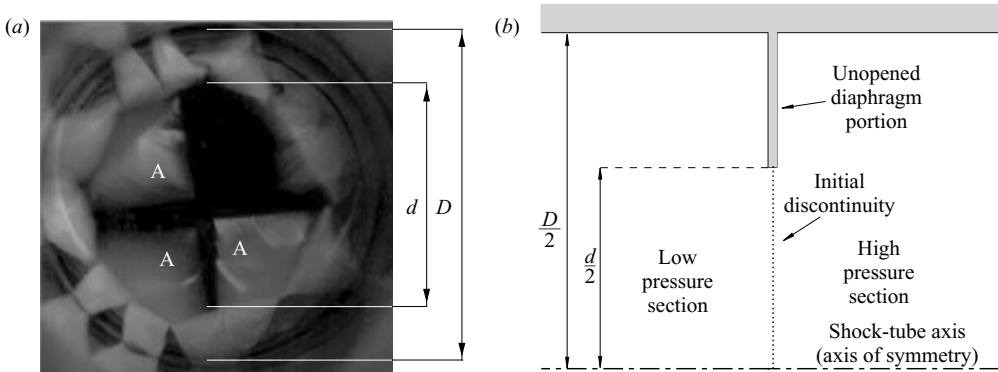 (a)
A
A
A
d
D
(b)
D
2
d
2
Unopened
diaphragm
portion
Initial
discontinuity
Low
pressure
section
High
pressure
section
Shock-tube axis
(axis of symmetry)